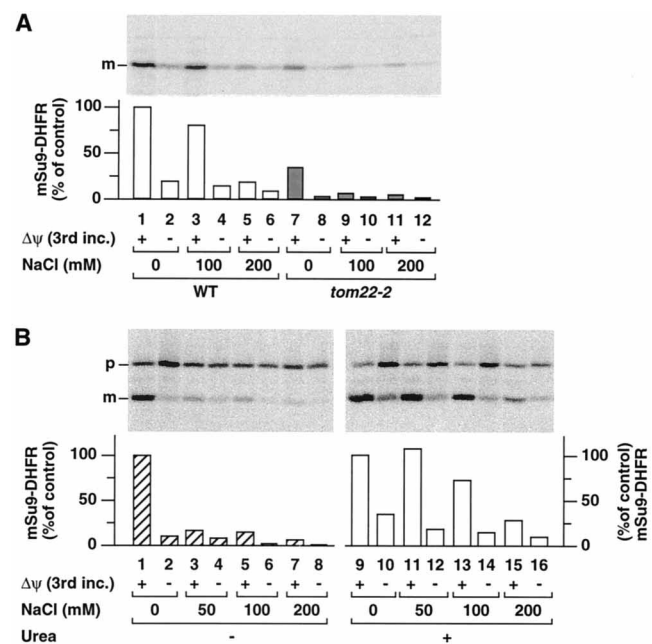 A
m
mSu9-DHFR
(% of control)
100
50
0
1 2 3 4 5 6 7 8 9 10 11 12
Δψ (3rd inc.) + - + - + - + - + - + -
NaCl (mM) 0 100 200 0 100 200
WT tom22-2
B
p
m
mSu9-DHFR
(%of control)
100
50
0
100
50
0
(%of control)
mSu9-DHFR
1 2 3 4 5 6 7 8 9 10 11 12 13 14 15 16
Δψ (3rd inc.) + - + - + - + - + - + - + - + -
NaCl (mM) 0 50 100 200 0 50 100 200
Urea - +